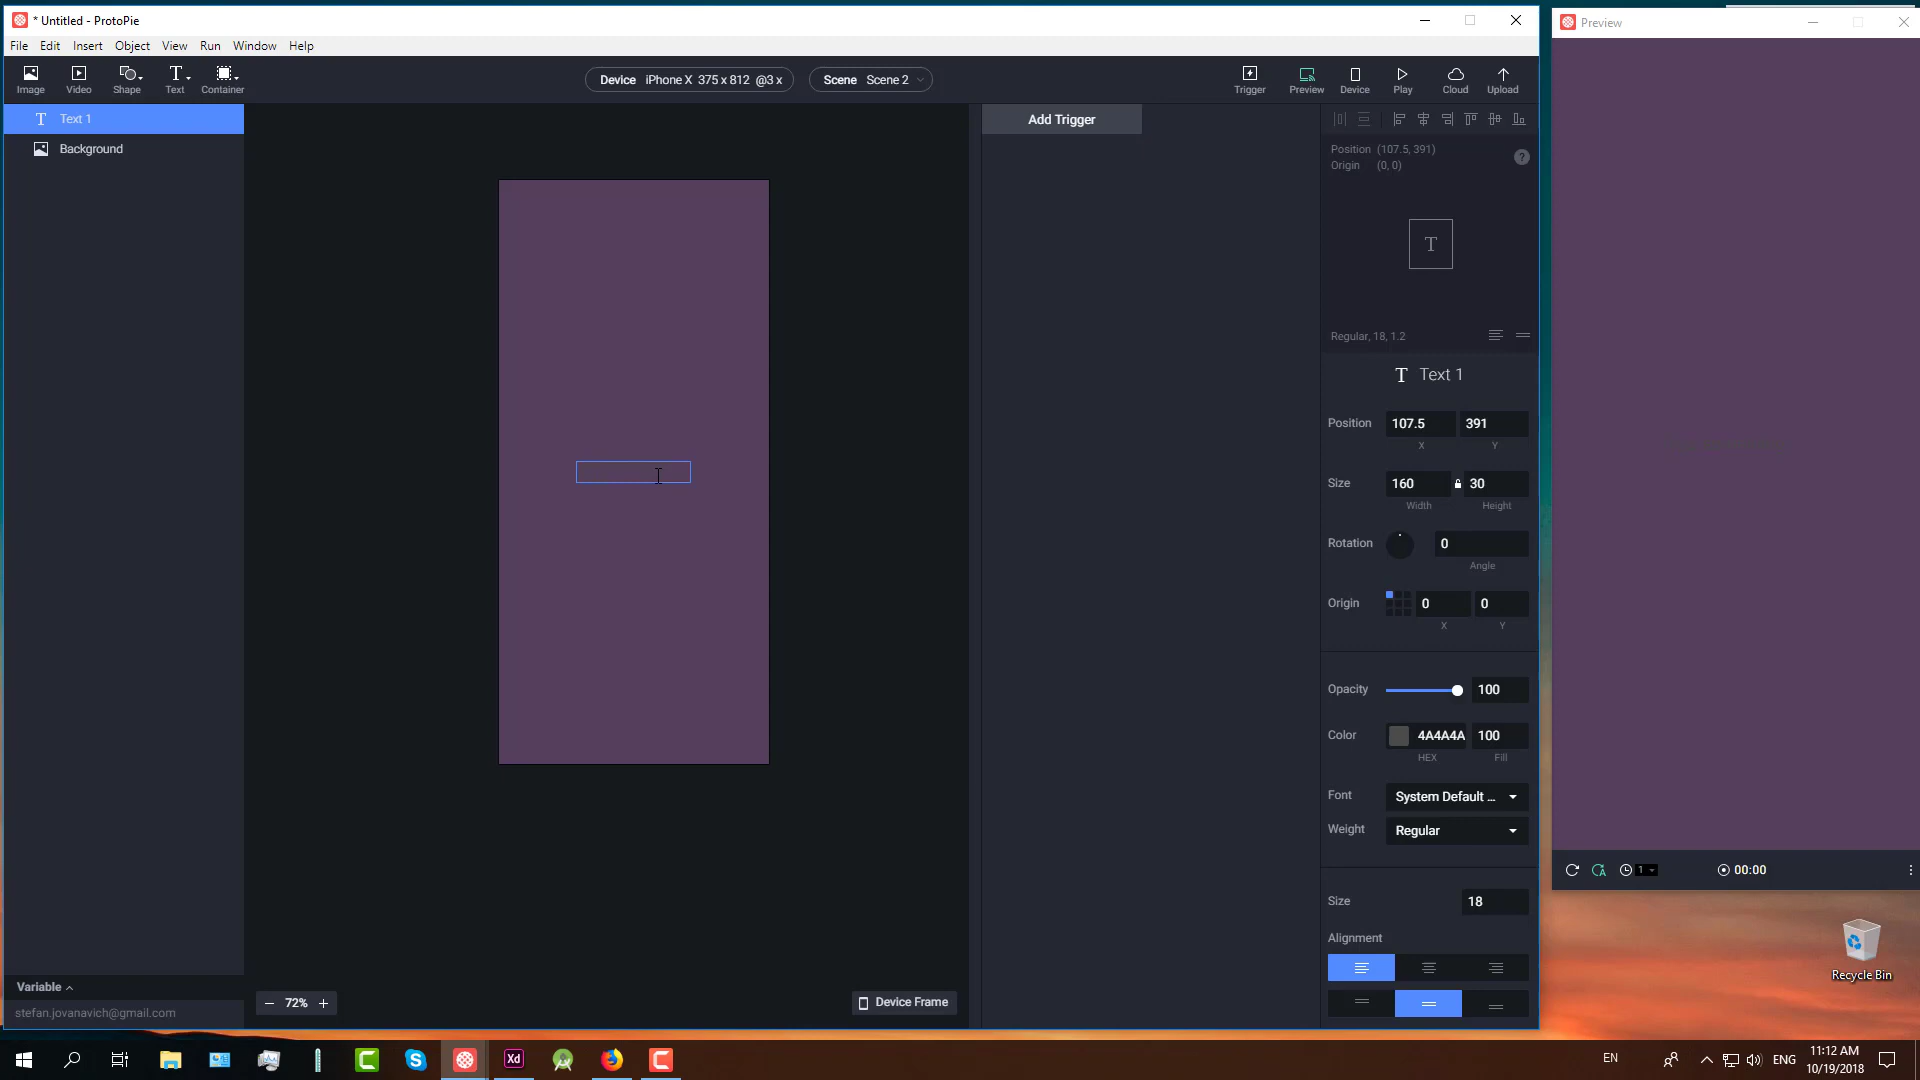 * Untitled - ProtoPie
Preview
File Edit Insert Object View Run Window Help
Image Video Shape Text Container
Device iPhone X 375 x 812 @3 x
Scene Scene 2
Trigger Preview Device Play Cloud Upload
T Text 1
Background
Add Trigger
Position (107.5, 391)
Origin (0, 0)
?
T
Regular, 18, 1.2
T Text 1
Position 107.5 391
X Y
Size 160 30
Width Height
Rotation 0
Angle
Origin 0 0
X Y
Opacity 100
Color 4A4A4A 100
HEX Fill
Font System Default ...
Weight Regular
1 00:00
Size 18
Alignment
Recycle Bin
Variable
stefan.jovanavich@gmail.com
72%
Device Frame
Xd
EN
ENG
11:12 AM
10/19/2018